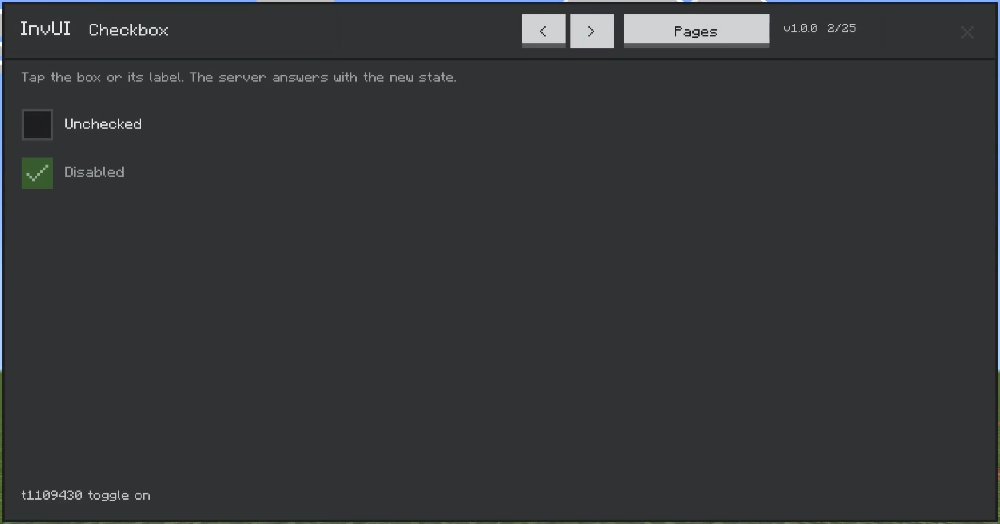 InvUI Checkbox < > Pages v1.0.0 2/25 ×
Tap the box or its label. The server answers with the new state.
Unchecked
Disabled
t1109430 toggle on